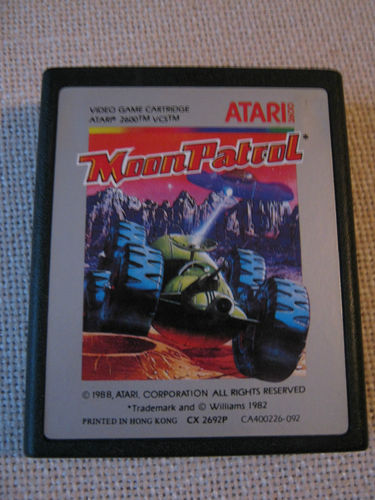 VIDEO GAME CARTRIDGE
ATARI® 2600TM VCSTM
ATARI 2600
Moon Patrol*
© 1988, ATARI, CORPORATION ALL RIGHTS RESERVED
*Trademark and © Williams 1982
PRINTED IN HONG KONG CX 2692P CA400226-092